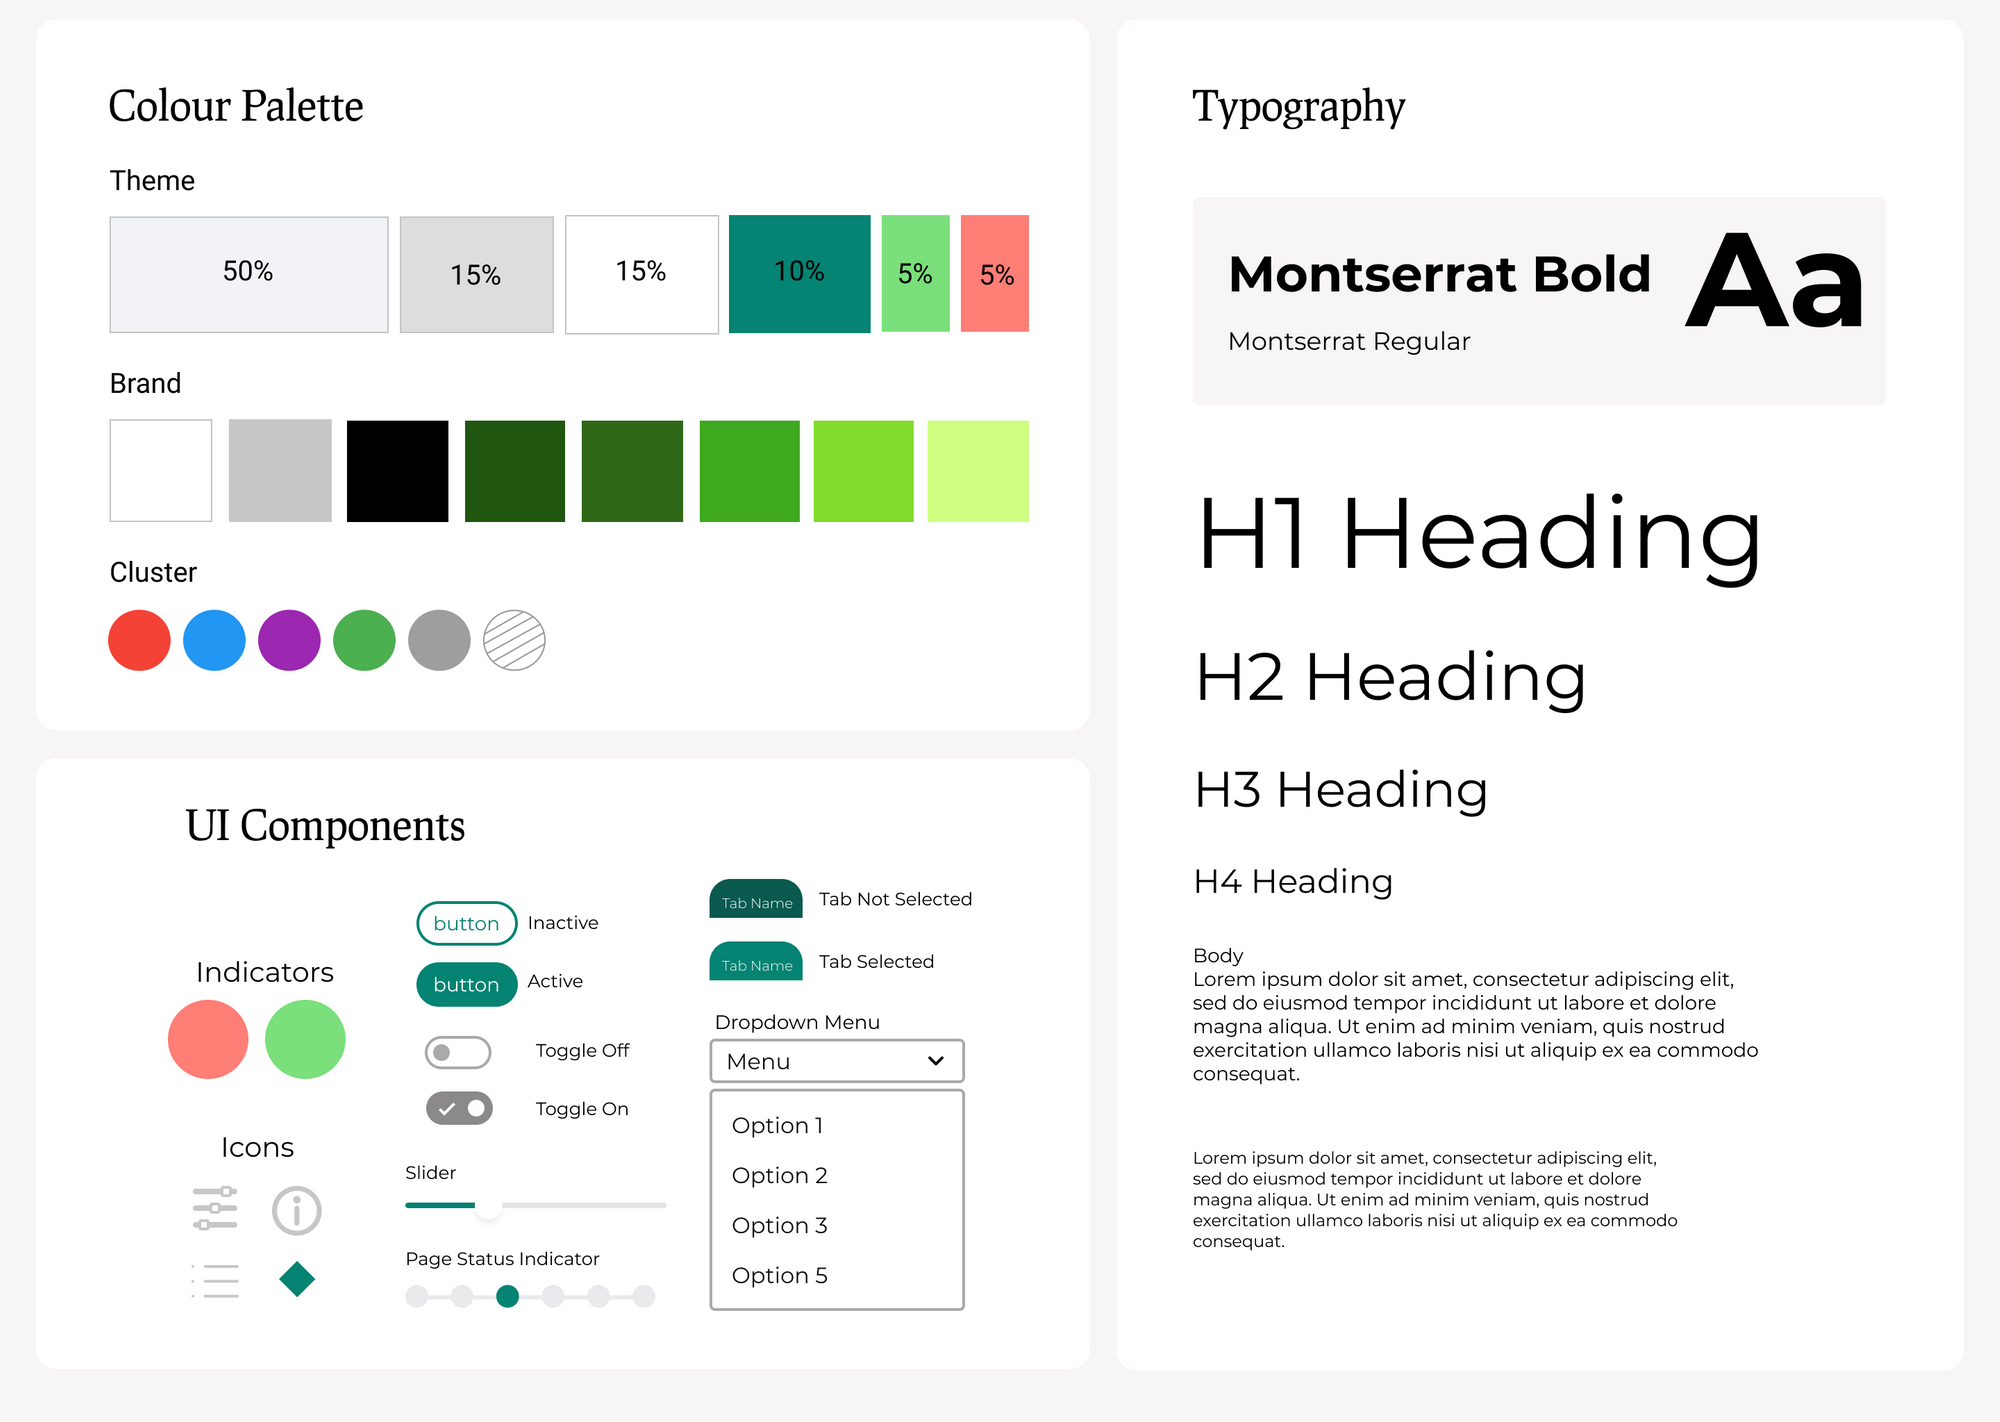 Colour Palette
Theme
50%
15%
15%
10%
5%
5%
Brand
Cluster
UI Components
Indicators
Icons
button
Inactive
button
Active
Toggle Off
Toggle On
Slider
Page Status Indicator
Tab Name
Tab Not Selected
Tab Name
Tab Selected
Dropdown Menu
Menu
Option 1
Option 2
Option 3
Option 5
Typography
Montserrat Bold
Aa
Montserrat Regular
H1 Heading
H2 Heading
H3 Heading
H4 Heading
Body
Lorem ipsum dolor sit amet, consectetur adipiscing elit,
sed do eiusmod tempor incididunt ut labore et dolore
magna aliqua. Ut enim ad minim veniam, quis nostrud
exercitation ullamco laboris nisi ut aliquip ex ea commodo
consequat.
Lorem ipsum dolor sit amet, consectetur adipiscing elit,
sed do eiusmod tempor incididunt ut labore et dolore
magna aliqua. Ut enim ad minim veniam, quis nostrud
exercitation ullamco laboris nisi ut aliquip ex ea commodo
consequat.